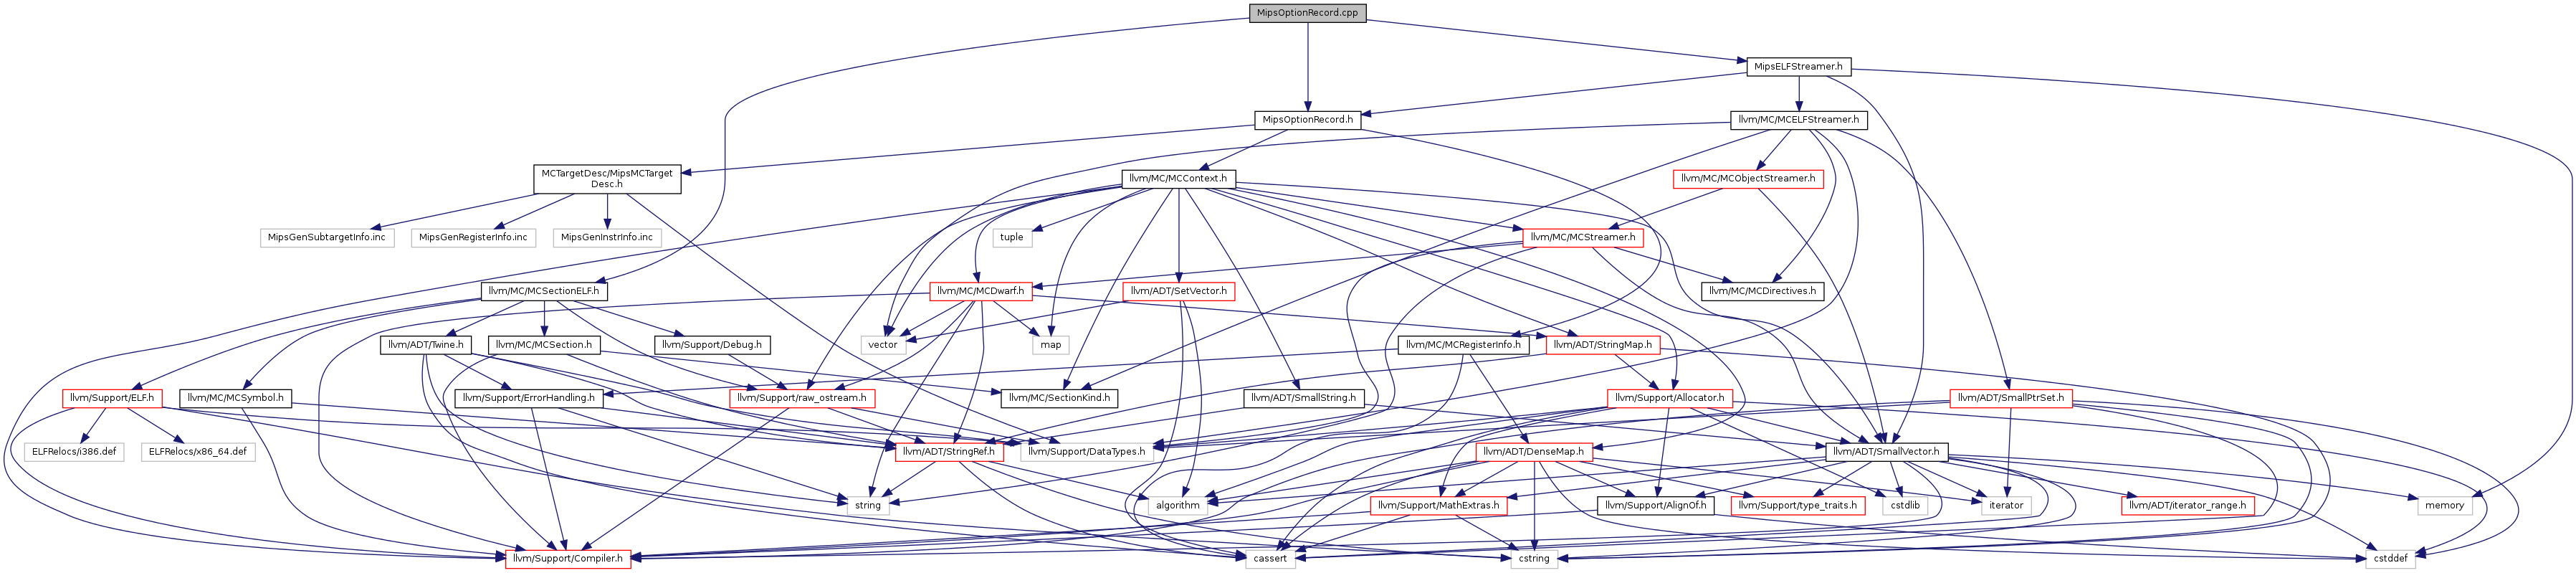 MipsOptionRecord.cpp
MipsELFStreamer.h
MipsOptionRecord.h
llvm/MC/MCELFStreamer.h
MCTargetDesc/MipsMCTarget
Desc.h
llvm/MC/MCContext.h
llvm/MC/MCObjectStreamer.h
MipsGenSubtargetInfo.inc
MipsGenRegisterInfo.inc
MipsGenInstrInfo.inc
tuple
llvm/MC/MCStreamer.h
llvm/MC/MCSectionELF.h
llvm/MC/MCDwarf.h
llvm/ADT/SetVector.h
llvm/MC/MCDirectives.h
llvm/ADT/Twine.h
llvm/MC/MCSection.h
llvm/Support/Debug.h
vector
map
llvm/MC/MCRegisterInfo.h
llvm/ADT/StringMap.h
llvm/Support/ELF.h
llvm/MC/MCSymbol.h
llvm/Support/ErrorHandling.h
llvm/Support/raw_ostream.h
llvm/MC/SectionKind.h
llvm/ADT/SmallString.h
llvm/Support/Allocator.h
llvm/ADT/SmallPtrSet.h
ELFRelocs/i386.def
ELFRelocs/x86_64.def
llvm/ADT/StringRef.h
llvm/Support/DataTypes.h
llvm/ADT/DenseMap.h
llvm/ADT/SmallVector.h
string
algorithm
llvm/Support/MathExtras.h
llvm/Support/AlignOf.h
llvm/Support/type_traits.h
cstdlib
iterator
llvm/ADT/iterator_range.h
memory
llvm/Support/Compiler.h
cassert
cstring
cstddef